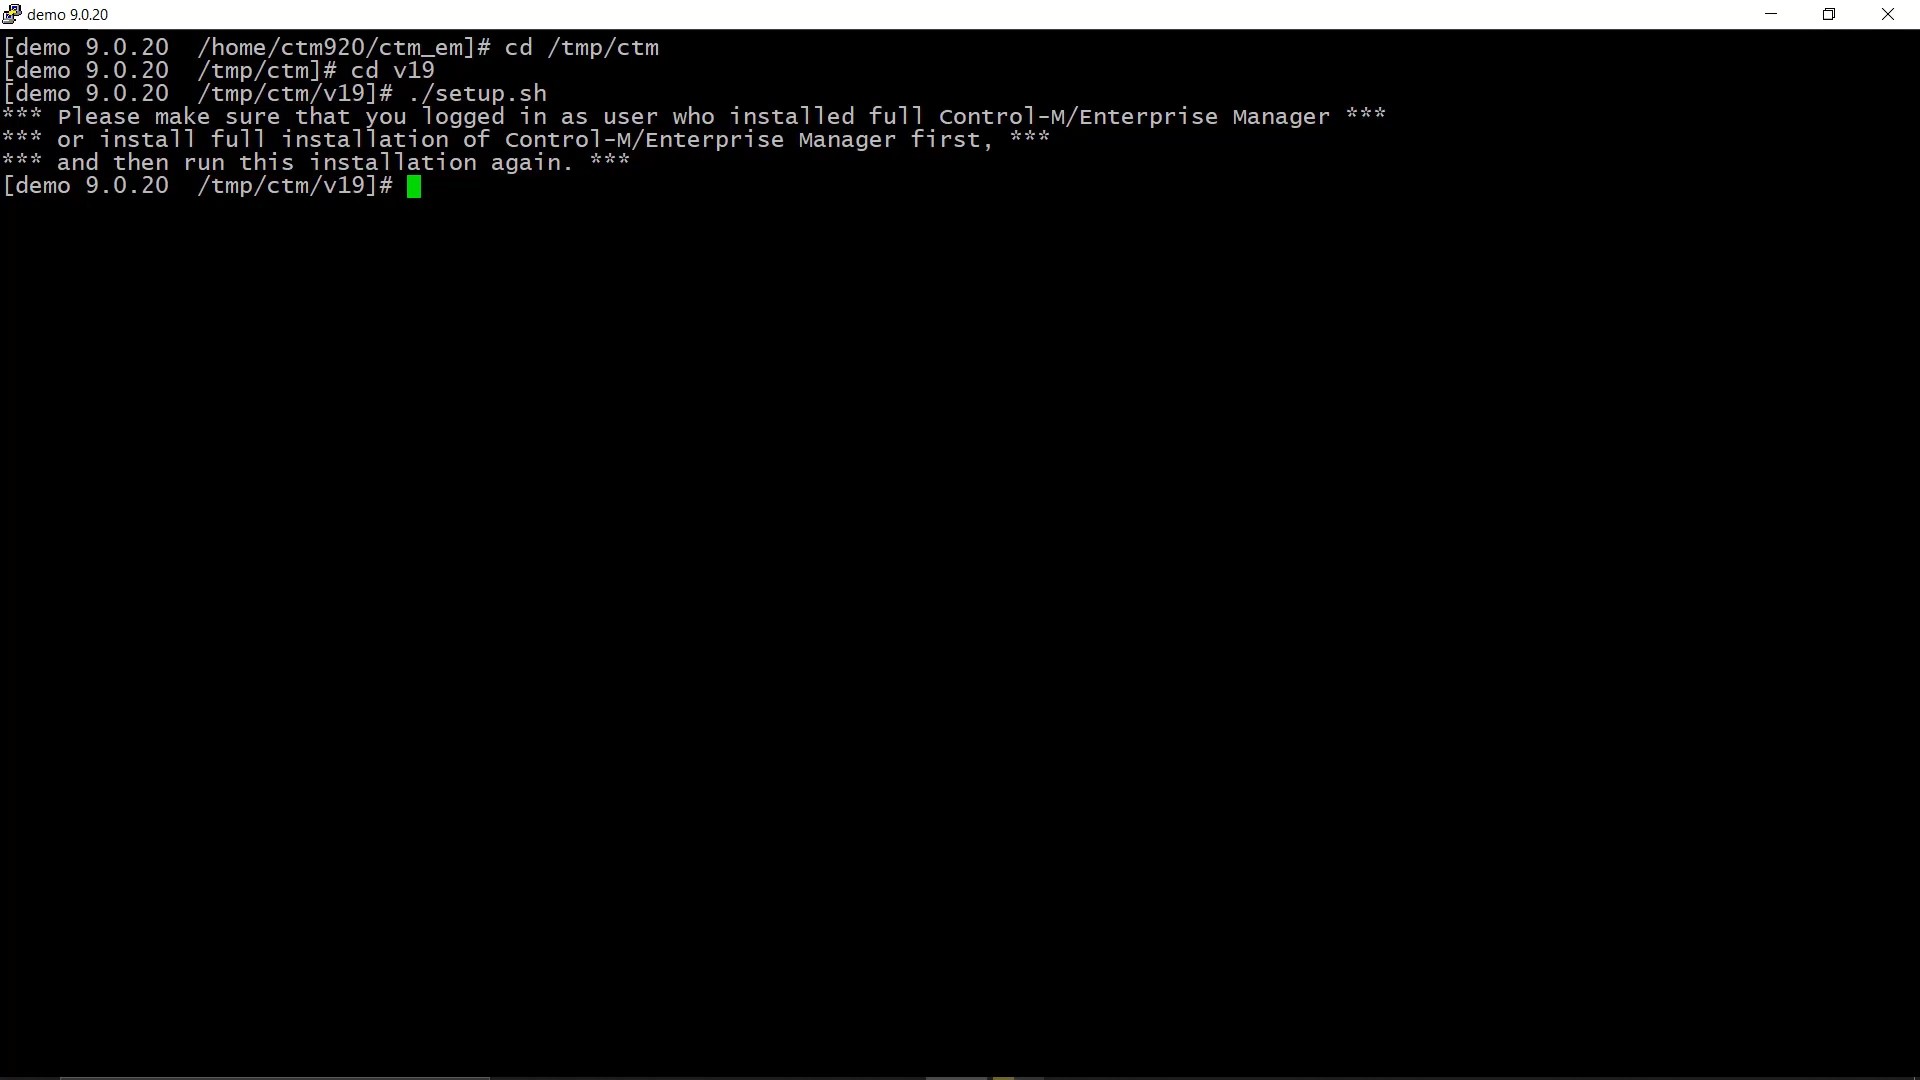 demo 9.0.20
[demo 9.0.20  /home/ctm920/ctm_em]# cd /tmp/ctm
[demo 9.0.20  /tmp/ctm]# cd v19
[demo 9.0.20  /tmp/ctm/v19]# ./setup.sh
*** Please make sure that you logged in as user who installed full Control-M/Enterprise Manager ***
*** or install full installation of Control-M/Enterprise Manager first, ***
*** and then run this installation again. ***
[demo 9.0.20  /tmp/ctm/v19]#